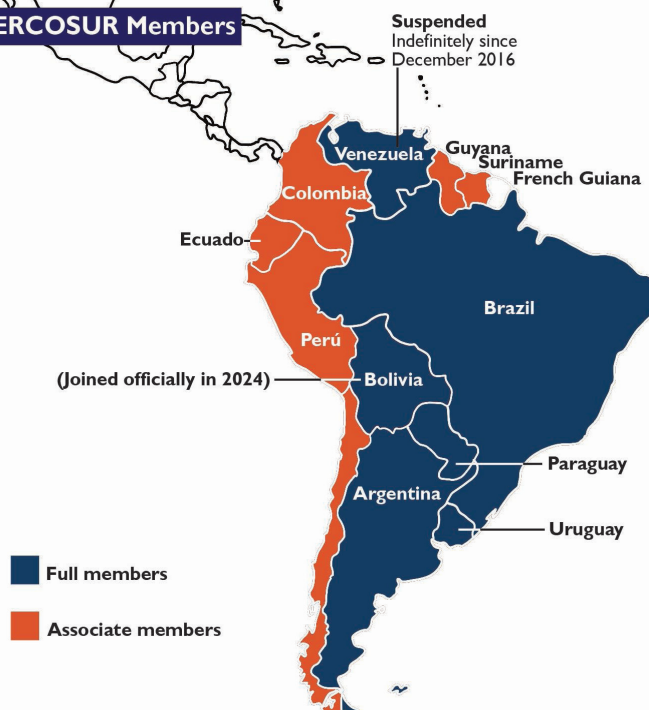 ERCOSUR Members
Suspended
Indefinitely since
December 2016
Venezuela
Guyana
Suriname
French Guiana
Colombia
Ecuado
Brazil
Perú
(Joined officially in 2024)
Bolivia
Paraguay
Argentina
Uruguay
Full members
Associate members